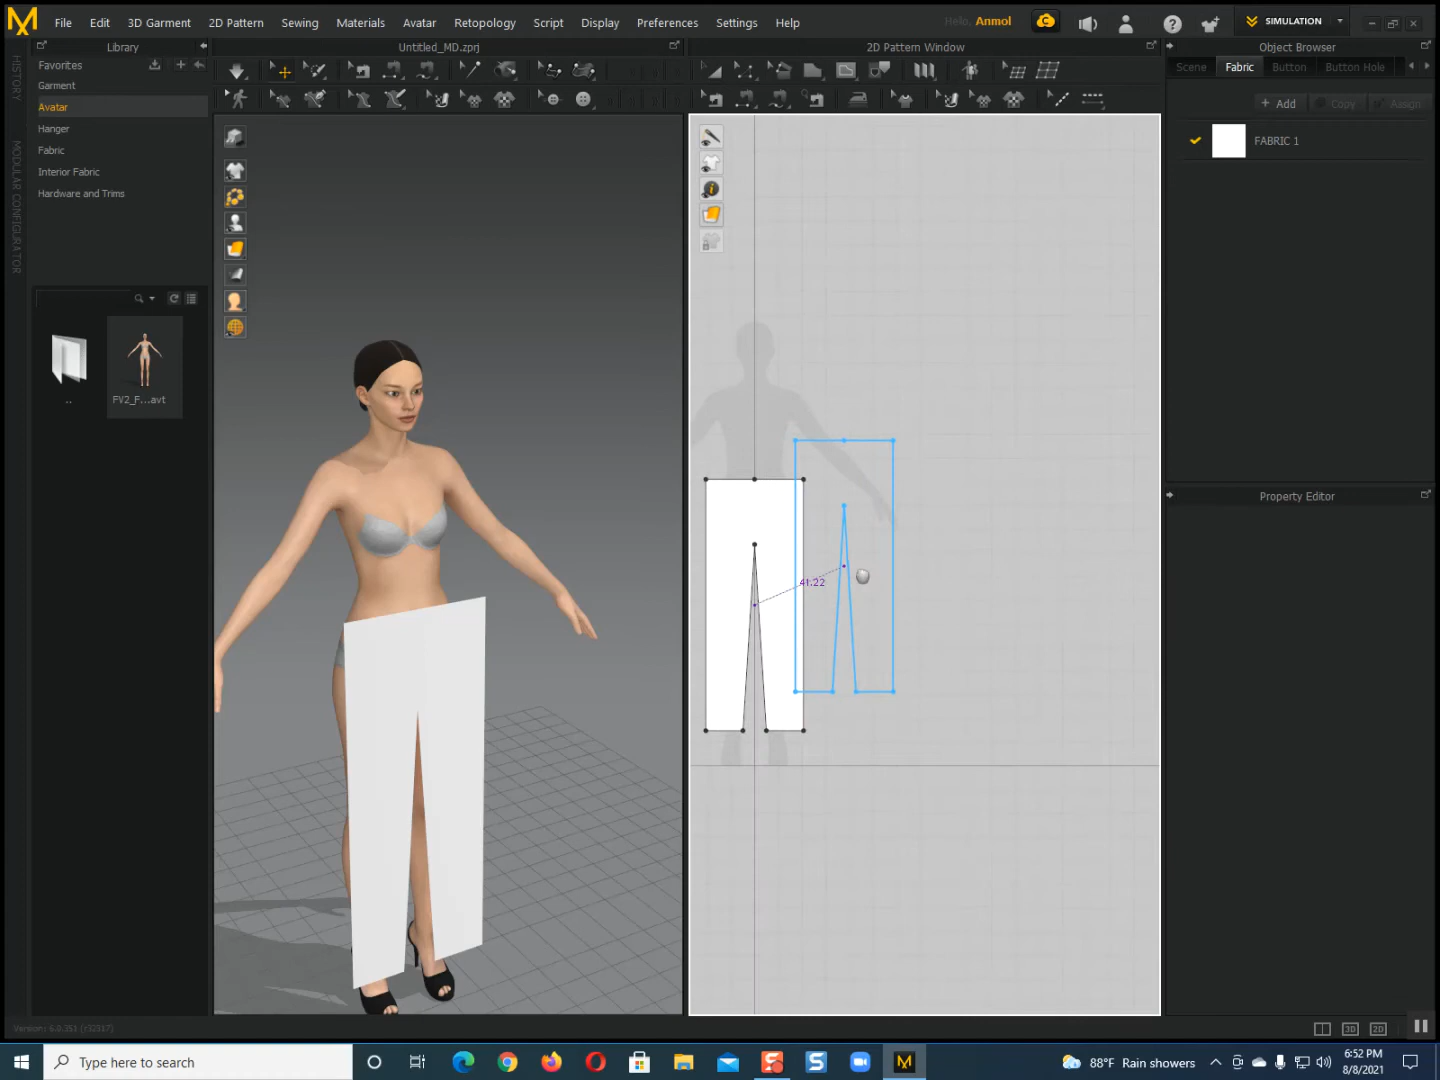 File Edit 3D Garment 2D Pattern Sewing Materials Avatar Retopology Script Display Preferences Settings Help
Hello, Anmol
SIMULATION
Library
Untitled_MD.zprj
2D Pattern Window
Object Browser
HISTORY
MODULAR CONFIGURATOR
Favorites
Garment
Avatar
Hanger
Fabric
Interior Fabric
Hardware and Trims
Scene Fabric Button Button Hole
+ Add Copy Assign
FABRIC 1
..
FV2_F...avt
41.22
Property Editor
Version: 6.0.351 (r32317)
3D 2D
Type here to search
88°F Rain showers
6:52 PM
8/8/2021